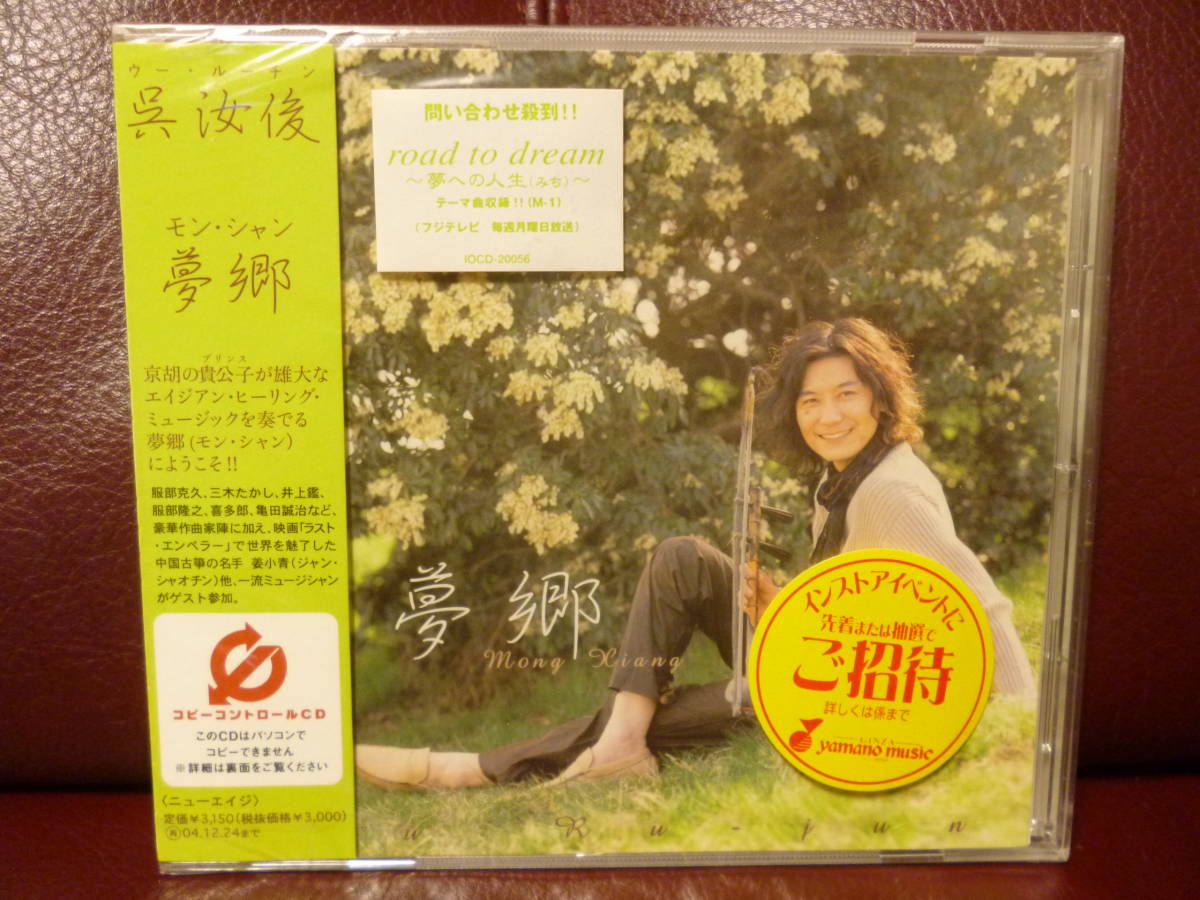 ウー・ルーチン
呉汝俊
モン・シャン
夢郷
プリンス
京胡の貴公子が雄大な
エイジアン・ヒーリング・
ミュージックを奏でる
夢郷(モン・シャン)
にようこそ!!
服部克久、三木たかし、井上鑑、
服部隆之、喜多郎、亀田誠治など、
豪華作曲家陣に加え、映画「ラスト
・エンペラー」で世界を魅了した
中国古箏の名手 姜小青(ジャン・
シャオチン)他、一流ミュージシャン
がゲスト参加。
コピーコントロールCD
このCDはパソコンで
コピーできません
※詳細は裏面をご覧ください
〈ニューエイジ〉
定価¥3,150(税抜価格¥3,000)
再04.12.24まで
問い合わせ殺到!!
road to dream
〜夢への人生(みち)〜
テーマ曲収録!!(M-1)
(フジテレビ 毎週月曜日放送)
IOCD-20056
夢郷
Mong Xiang
インストアイベントに
先着または抽選で
ご招待
詳しくは係まで
GINZA
yamano music
u Ru-jun